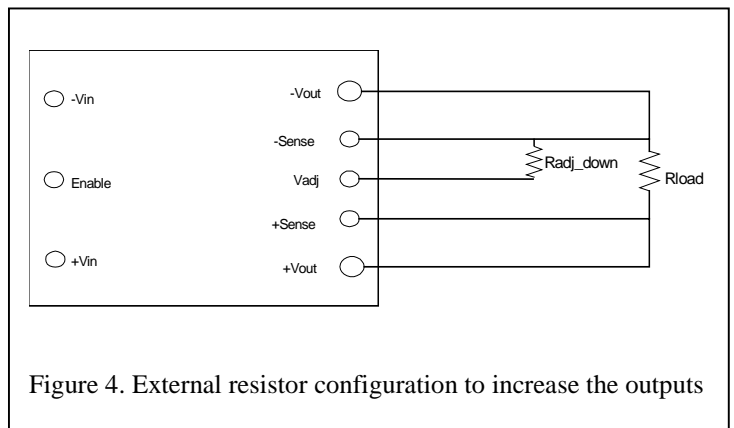 -Vin
Enable
+Vin
-Vout
-Sense
Vadj
+Sense
+Vout
Radj_down
Rload
Figure 4. External resistor configuration to increase the outputs